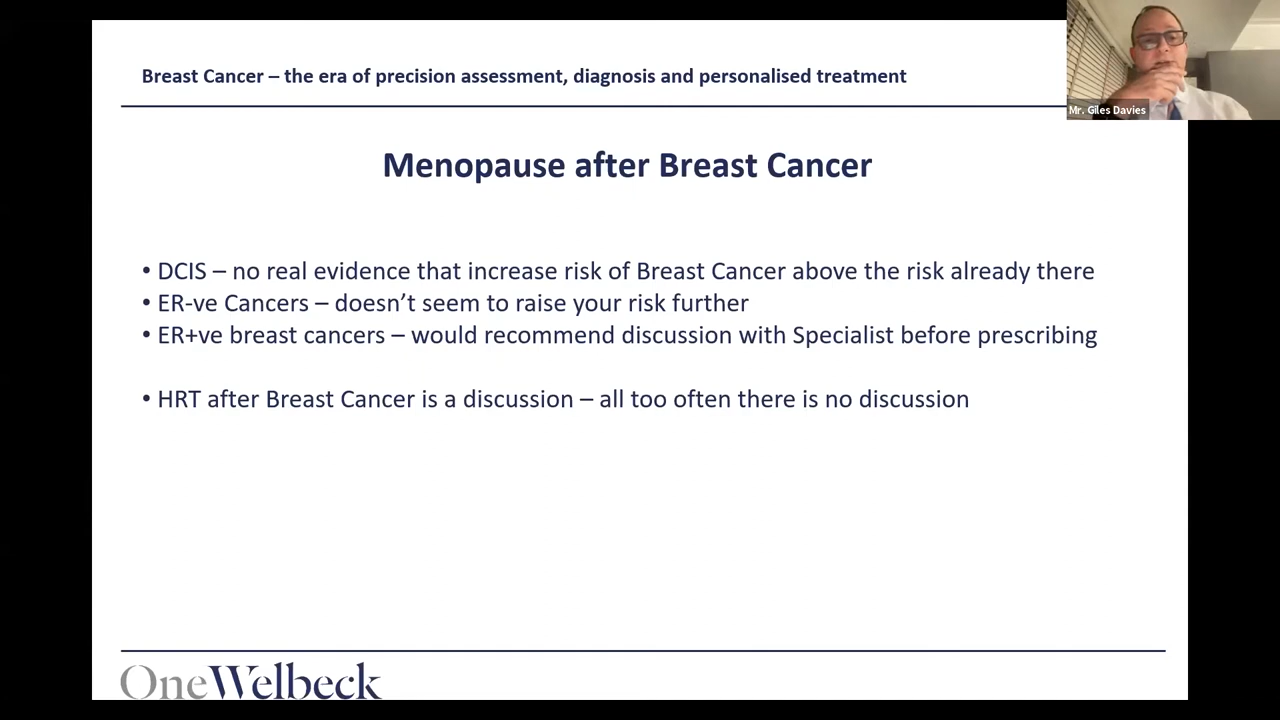 Breast Cancer – the era of precision assessment, diagnosis and personalised treatment
Mr. Giles Davies
Menopause after Breast Cancer
• DCIS – no real evidence that increase risk of Breast Cancer above the risk already there
• ER-ve Cancers – doesn’t seem to raise your risk further
• ER+ve breast cancers – would recommend discussion with Specialist before prescribing
• HRT after Breast Cancer is a discussion – all too often there is no discussion
OneWelbeck